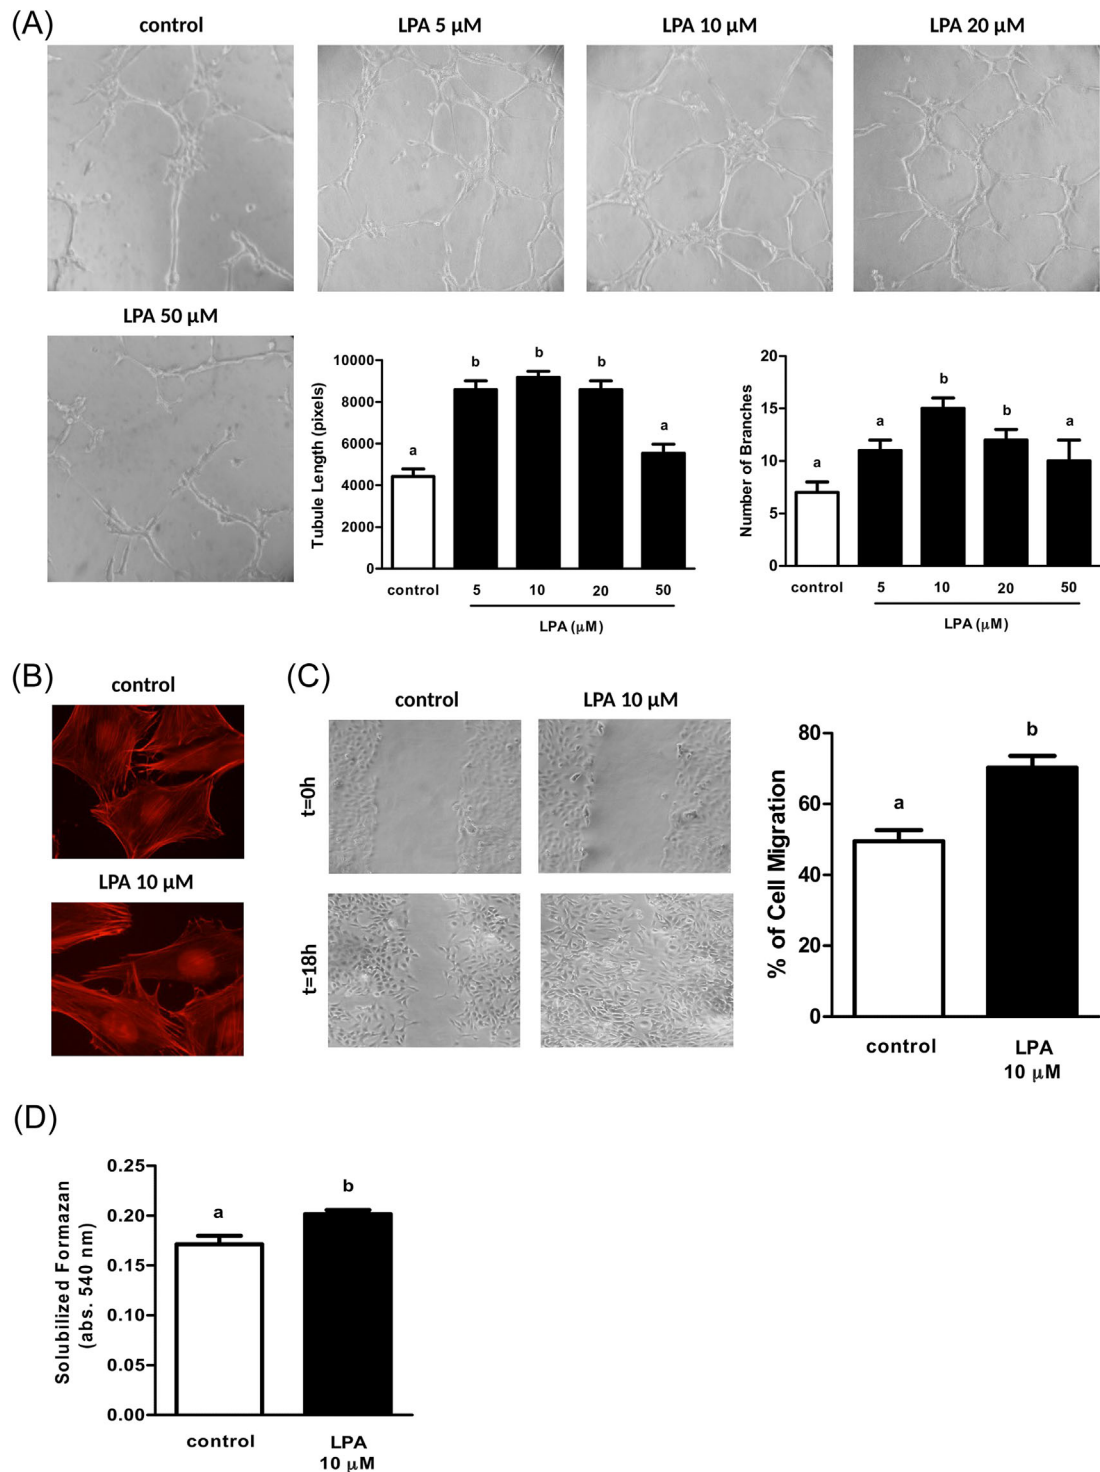 (A)
control
LPA 5 μM
LPA 10 μM
LPA 20 μM
LPA 50 μM
Tubule Length (pixels)
10000
8000
6000
4000
2000
0
a
b
b
b
a
control
5
10
20
50
LPA (μM)
Number of Branches
20
15
10
5
0
a
a
b
b
a
control
5
10
20
50
LPA (μM)
(B)
control
LPA 10 μM
(C)
control
LPA 10 μM
t=0h
t=18h
% of Cell Migration
80
60
40
20
0
a
b
control
LPA
10 μM
(D)
Solubilized Formazan
(abs. 540 nm)
0.25
0.20
0.15
0.10
0.05
0.00
a
b
control
LPA
10 μM